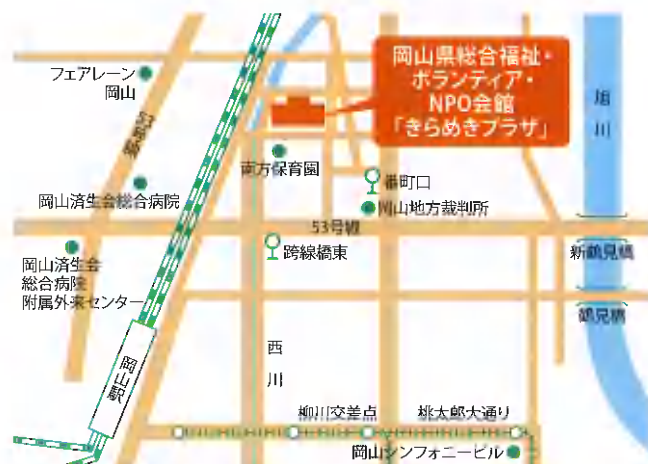 岡山県総合福祉・
ボランティア・
NPO会館
「きらめきプラザ」
フェアレーン
岡山
旭川
南方保育園
番町口
岡山済生会総合病院
岡山地方裁判所
53号線
跨線橋東
新鶴見橋
岡山済生会
総合病院
附属外来センター
鶴見橋
岡山駅
西川
柳川交差点
桃太郎大通り
岡山シンフォニービル